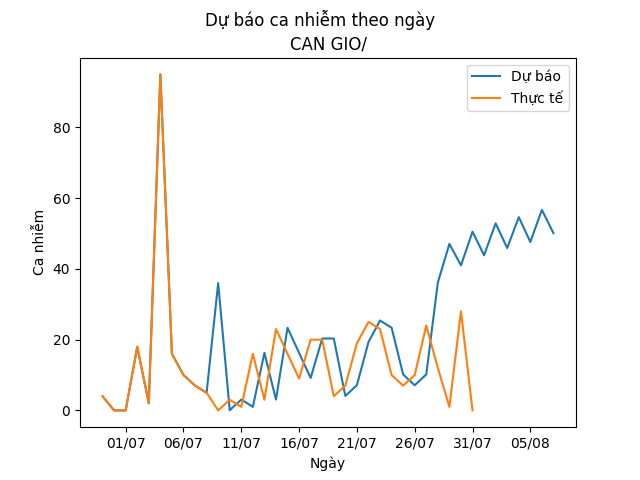 Dự báo ca nhiễm theo ngày
CAN GIO/
Dự báo
Thực tế
Ca nhiễm
80
60
40
20
0
01/07 06/07 11/07 16/07 21/07 26/07 31/07 05/08
Ngày